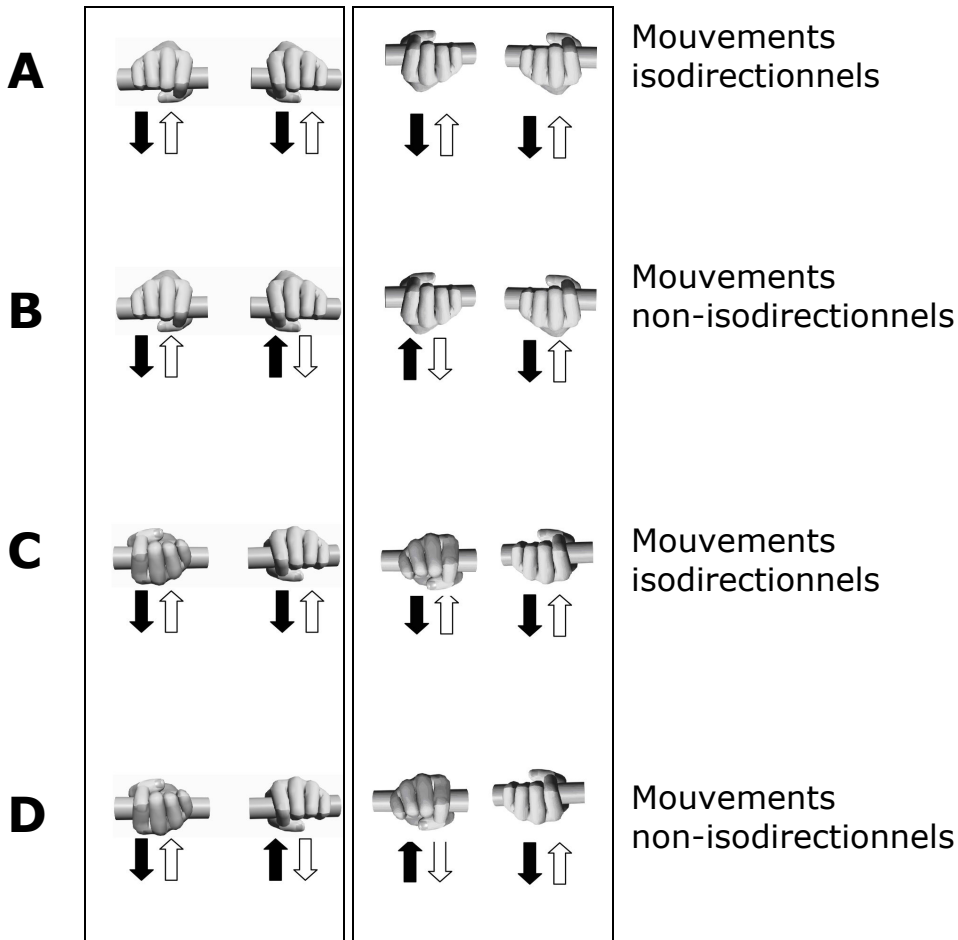 A
Mouvements
isodirectionnels
B
Mouvements
non-isodirectionnels
C
Mouvements
isodirectionnels
D
Mouvements
non-isodirectionnels